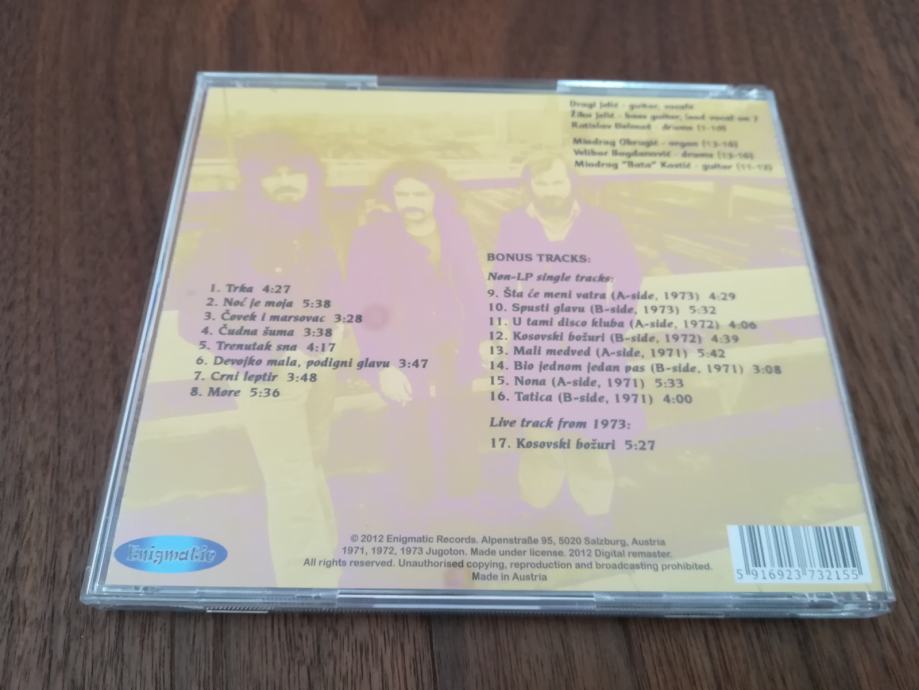 Dragi Jelić - guitar, vocals
Žika Jelić - bass guitar, lead vocal on 7
Ratislav Đelmaš - drums (1-10)
Miodrag Okrugić - organ (13-16)
Velibor Bogdanović - drums (13-16)
Miodrag "Bata" Kostić - guitar (11-12)
1. Trka 4:27
2. Noć je moja 5:38
3. Čovek i marsovac 3:28
4. Čudna šuma 3:38
5. Trenutak sna 4:17
6. Devojko mala, podigni glavu 3:47
7. Crni leptir 3:48
8. More 5:36
BONUS TRACKS:
Non-LP single tracks:
9. Šta će meni vatra (A-side, 1973) 4:29
10. Spusti glavu (B-side, 1973) 5:32
11. U tami disco kluba (A-side, 1972) 4:06
12. Kosovski božuri (B-side, 1972) 4:39
13. Mali medved (A-side, 1971) 5:42
14. Bio jednom jedan pas (B-side, 1971) 3:08
15. Nona (A-side, 1971) 5:33
16. Tatica (B-side, 1971) 4:00
Live track from 1973:
17. Kosovski božuri 5:27
Enigmatic
© 2012 Enigmatic Records. Alpenstraße 95, 5020 Salzburg, Austria
1971, 1972, 1973 Jugoton. Made under license. 2012 Digital remaster.
All rights reserved. Unauthorised copying, reproduction and broadcasting prohibited.
Made in Austria
5 916923 732155